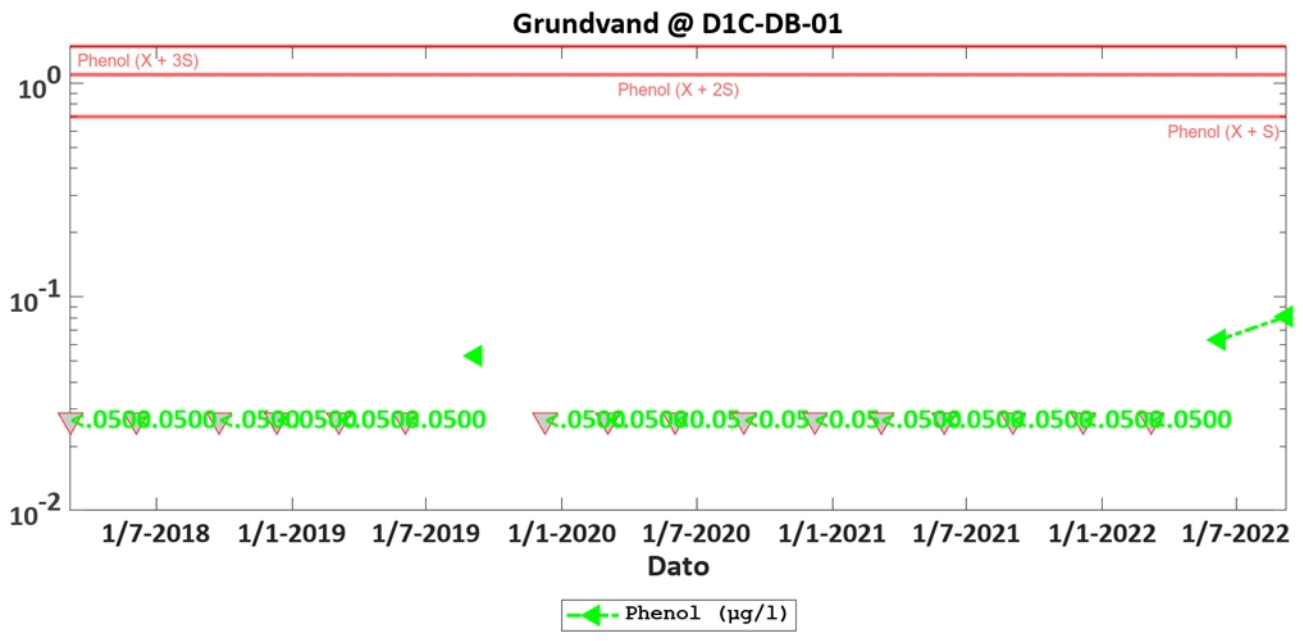 Grundvand @ D1C-DB-01
Phenol (X + 3S)
10^0
Phenol (X + 2S)
Phenol (X + S)
10^-1
10^-2
1/7-2018 1/1-2019 1/7-2019 1/1-2020 1/7-2020 1/1-2021 1/7-2021 1/1-2022 1/7-2022
Dato
Phenol (µg/l)